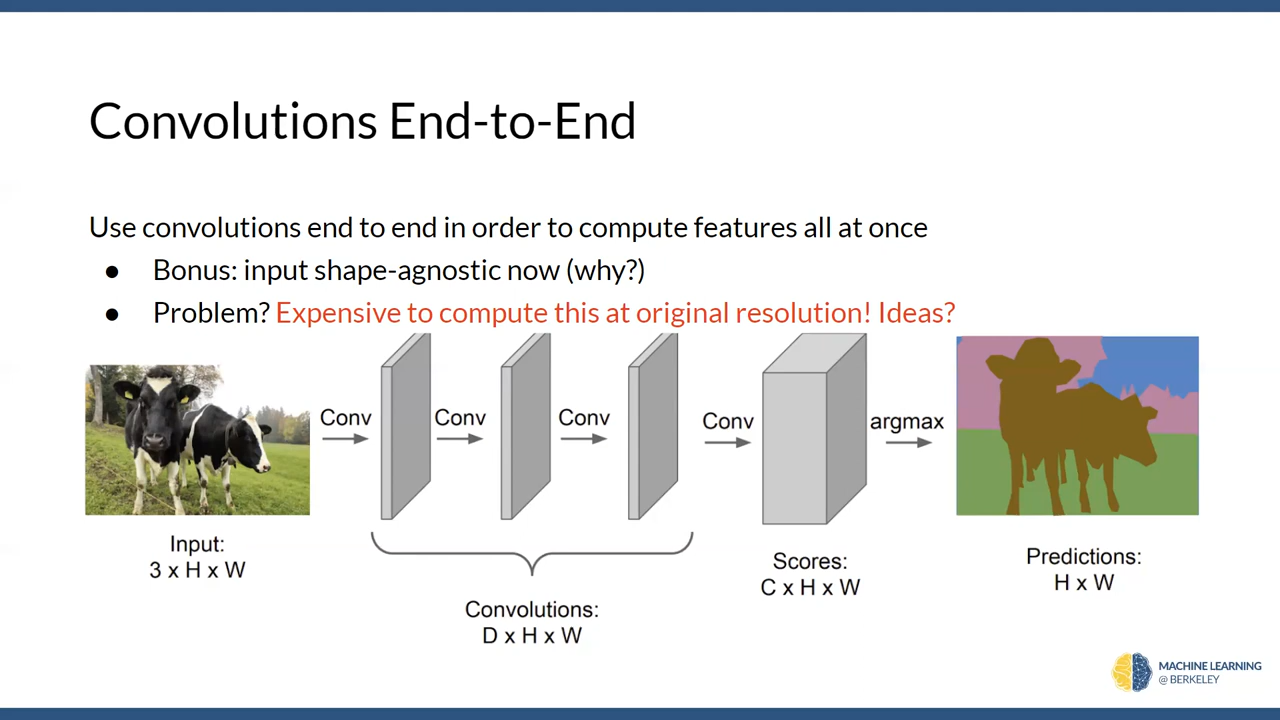 Convolutions End-to-End
Use convolutions end to end in order to compute features all at once
● Bonus: input shape-agnostic now (why?)
● Problem? Expensive to compute this at original resolution! Ideas?
Conv
Conv
Conv
Conv
argmax
Input:
3 x H x W
Convolutions:
D x H x W
Scores:
C x H x W
Predictions:
H x W
MACHINE LEARNING
@ BERKELEY